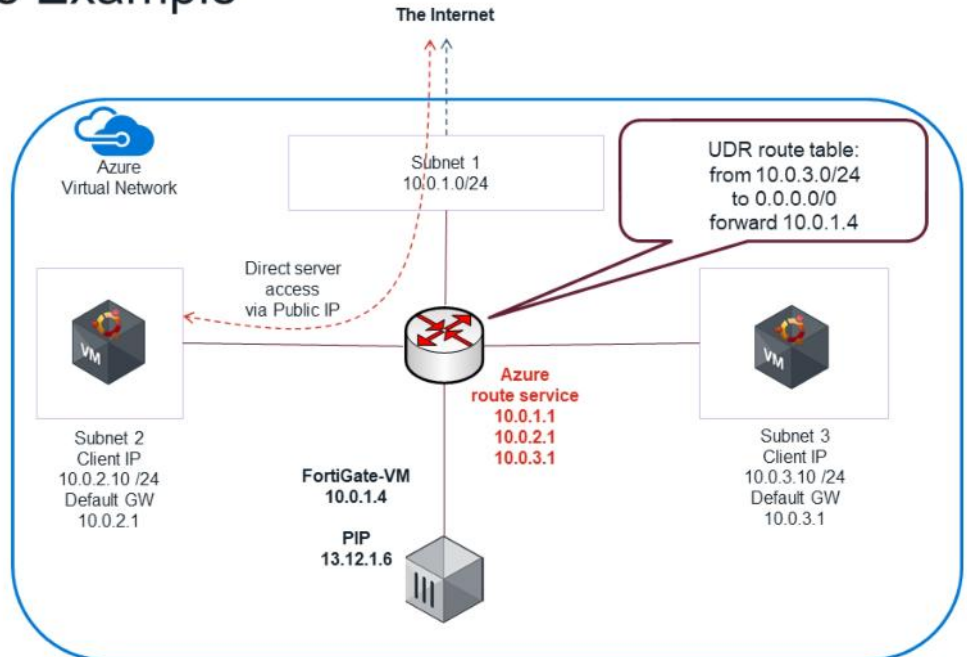 The Internet
Azure
Virtual Network
Subnet 1
10.0.1.0/24
UDR route table:
from 10.0.3.0/24
to 0.0.0.0/0
forward 10.0.1.4
Direct server
access
via Public IP
VM
VM
Azure
route service
10.0.1.1
10.0.2.1
10.0.3.1
Subnet 2
Client IP
10.0.2.10 /24
Default GW
10.0.2.1
Subnet 3
Client IP
10.0.3.10 /24
Default GW
10.0.3.1
FortiGate-VM
10.0.1.4
PIP
13.12.1.6